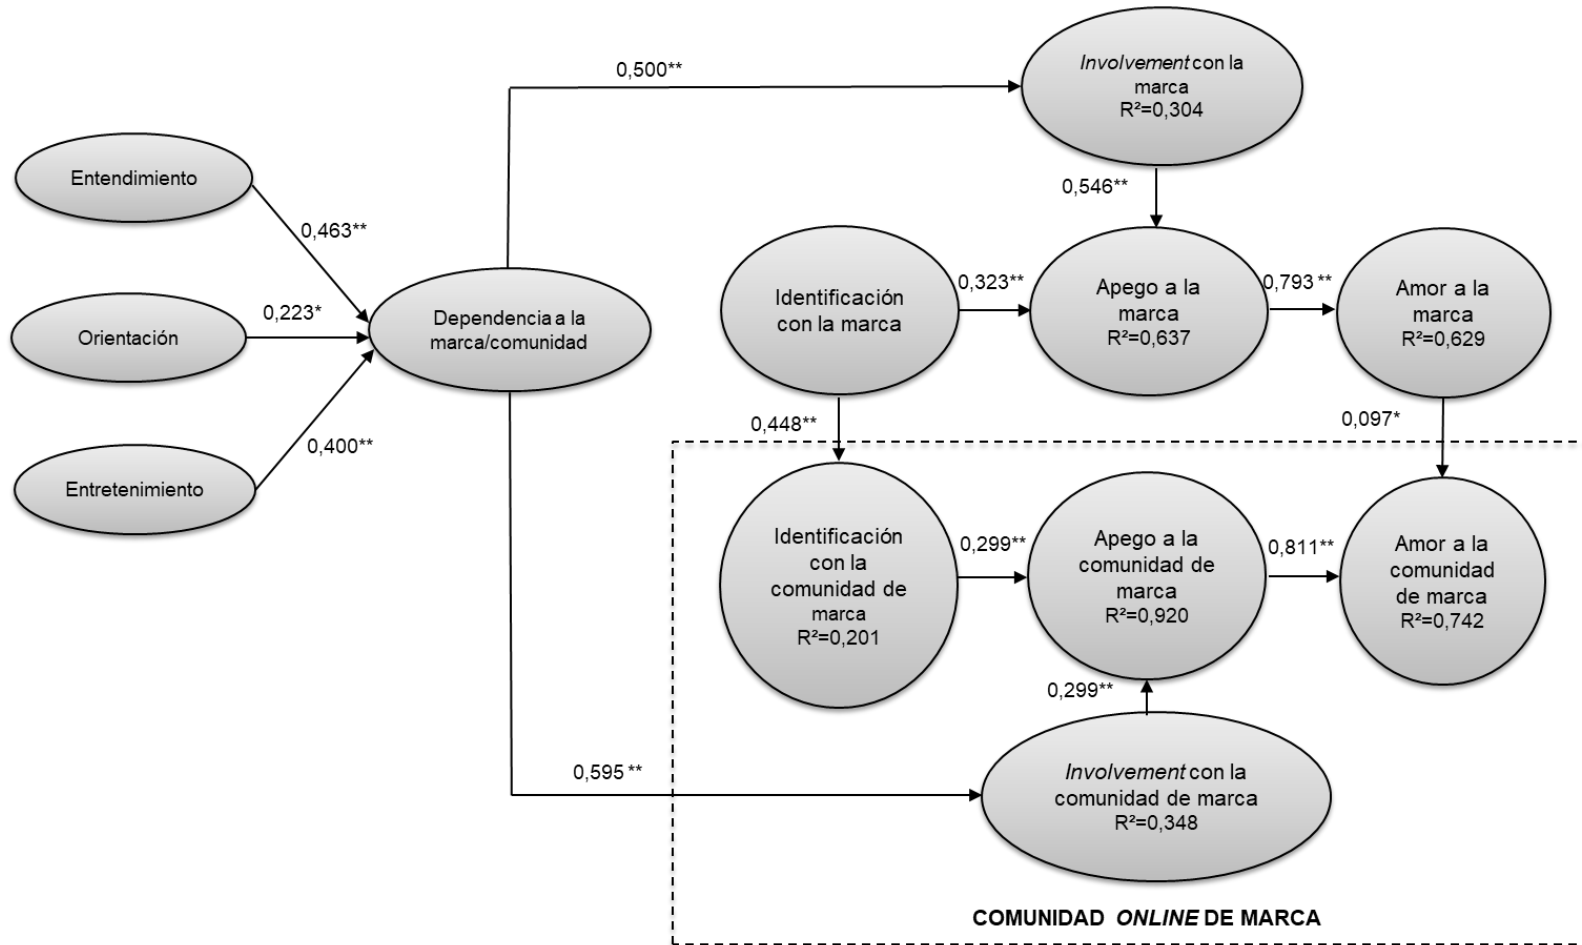 0,500**
Involvement con la
marca
R²=0,304
Entendimiento
0,546**
0,463**
Identificación
con la marca
0,323**
Apego a la
marca
R²=0,637
0,793 **
Amor a la
marca
R²=0,629
Orientación
0,223*
Dependencia a la
marca/comunidad
0,448**
0,097*
0,400**
Entretenimiento
Identificación
con la
comunidad de
marca
R²=0,201
0,299**
Apego a la
comunidad de
marca
R²=0,920
0,811**
Amor a la
comunidad
de marca
R²=0,742
0,299**
0,595 **
Involvement con la
comunidad de marca
R²=0,348
COMUNIDAD ONLINE DE MARCA